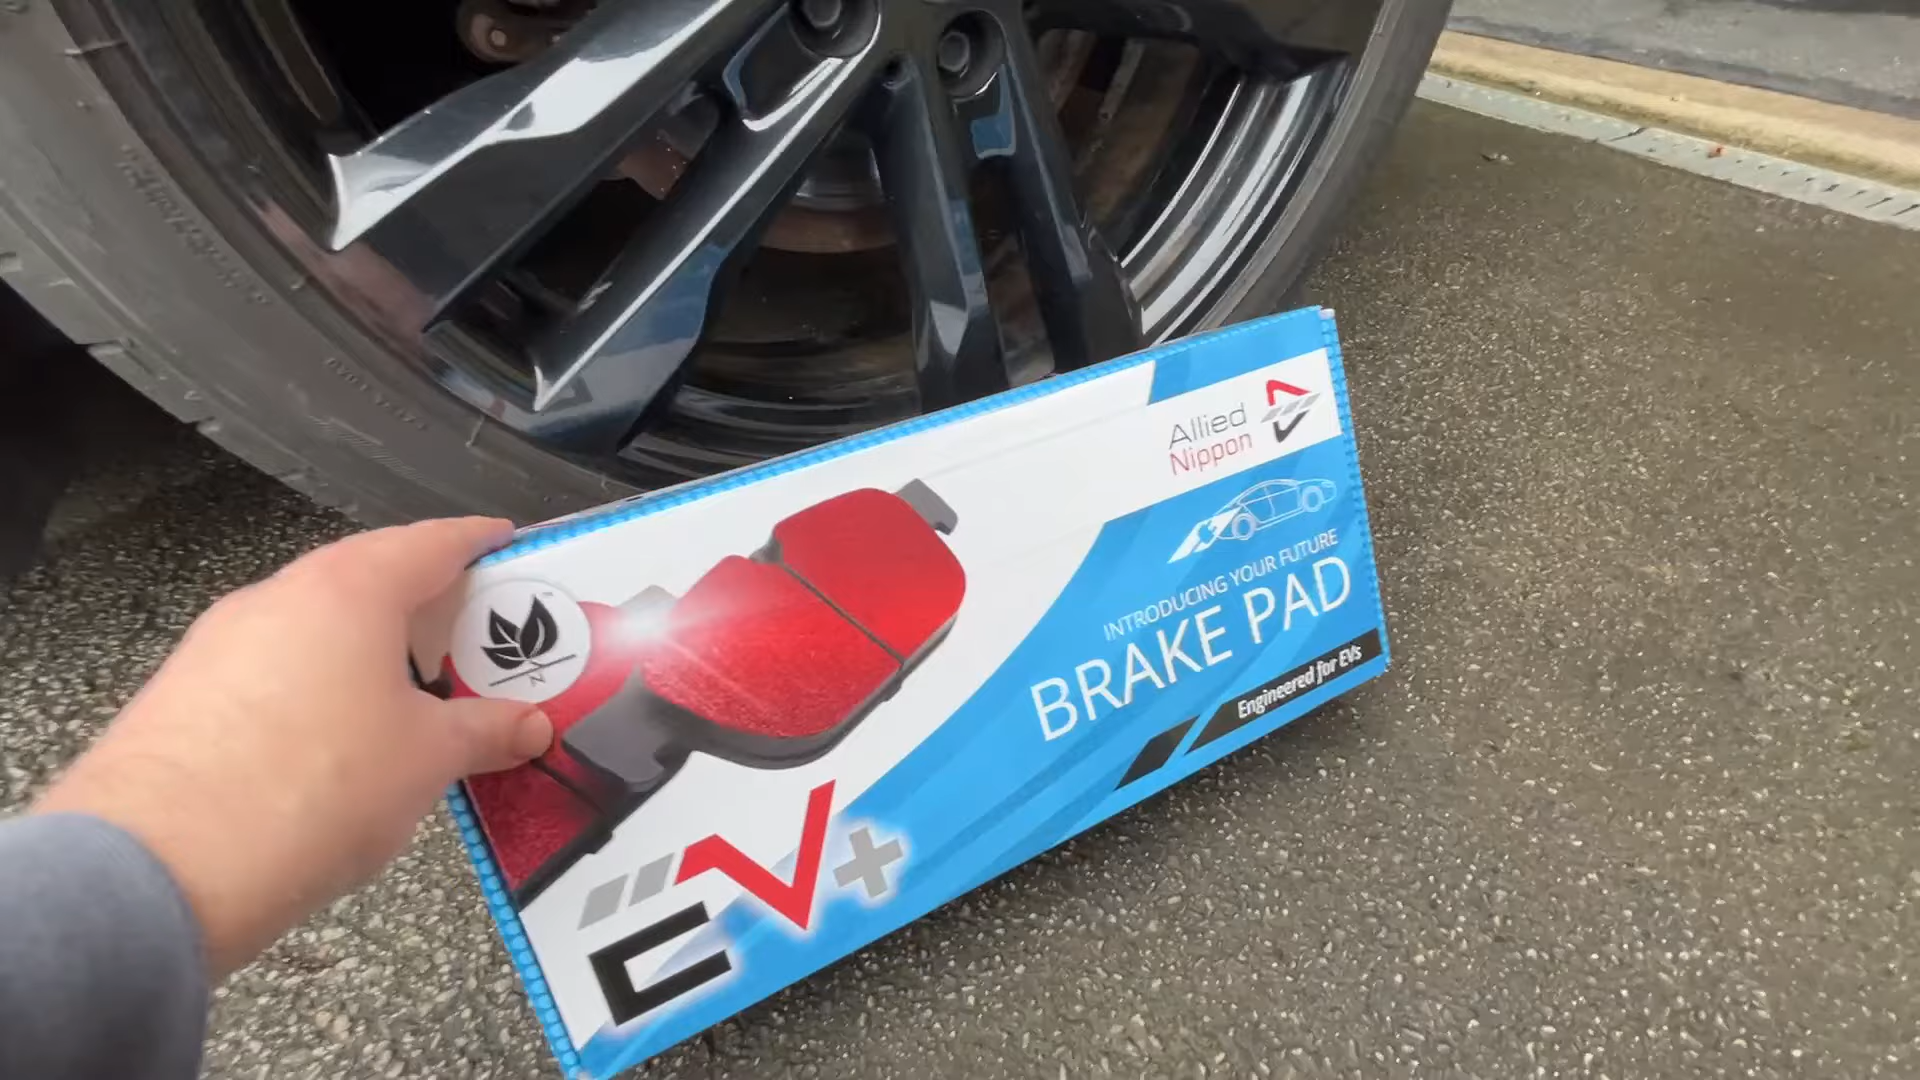 Allied
Nippon
INTRODUCING YOUR FUTURE
BRAKE PAD
Engineered for EVs
N
EV+